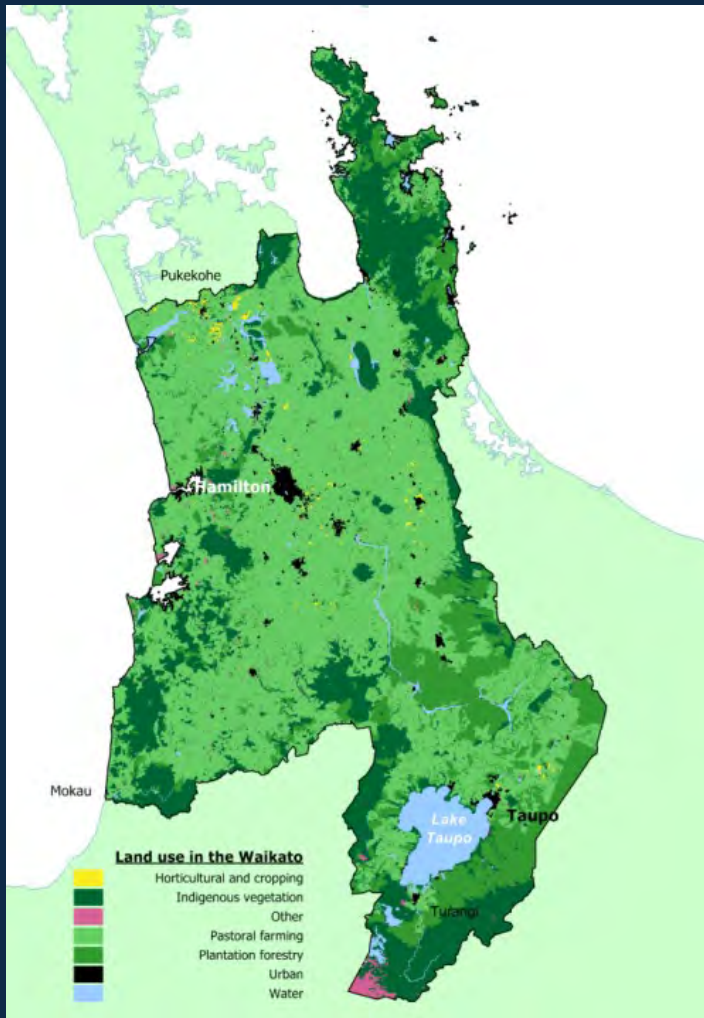 Pukekohe
Hamilton
Mokau
Lake
Taupo
Taupo
Turangi
Land use in the Waikato
Horticultural and cropping
Indigenous vegetation
Other
Pastoral farming
Plantation forestry
Urban
Water